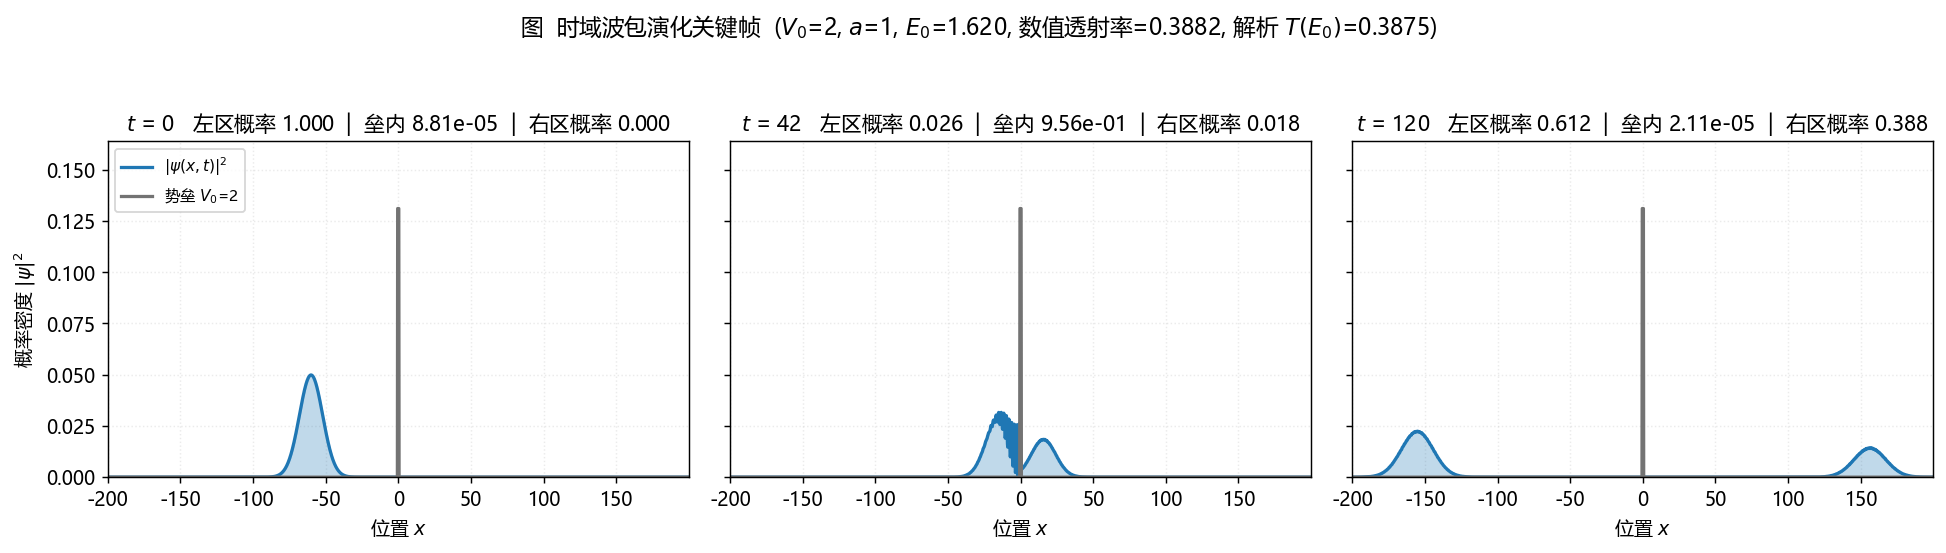 图 时域波包演化关键帧 (V₀=2, a=1, E₀=1.620, 数值透射率=0.3882, 解析 T(E₀)=0.3875)
t = 0 左区概率 1.000 | 垒内 8.81e-05 | 右区概率 0.000
|ψ(x, t)|²
势垒 V₀=2
概率密度 |ψ|²
0.150
0.125
0.100
0.075
0.050
0.025
0.000
-200 -150 -100 -50 0 50 100 150
位置 x
t = 42 左区概率 0.026 | 垒内 9.56e-01 | 右区概率 0.018
-200 -150 -100 -50 0 50 100 150
位置 x
t = 120 左区概率 0.612 | 垒内 2.11e-05 | 右区概率 0.388
-200 -150 -100 -50 0 50 100 150
位置 x